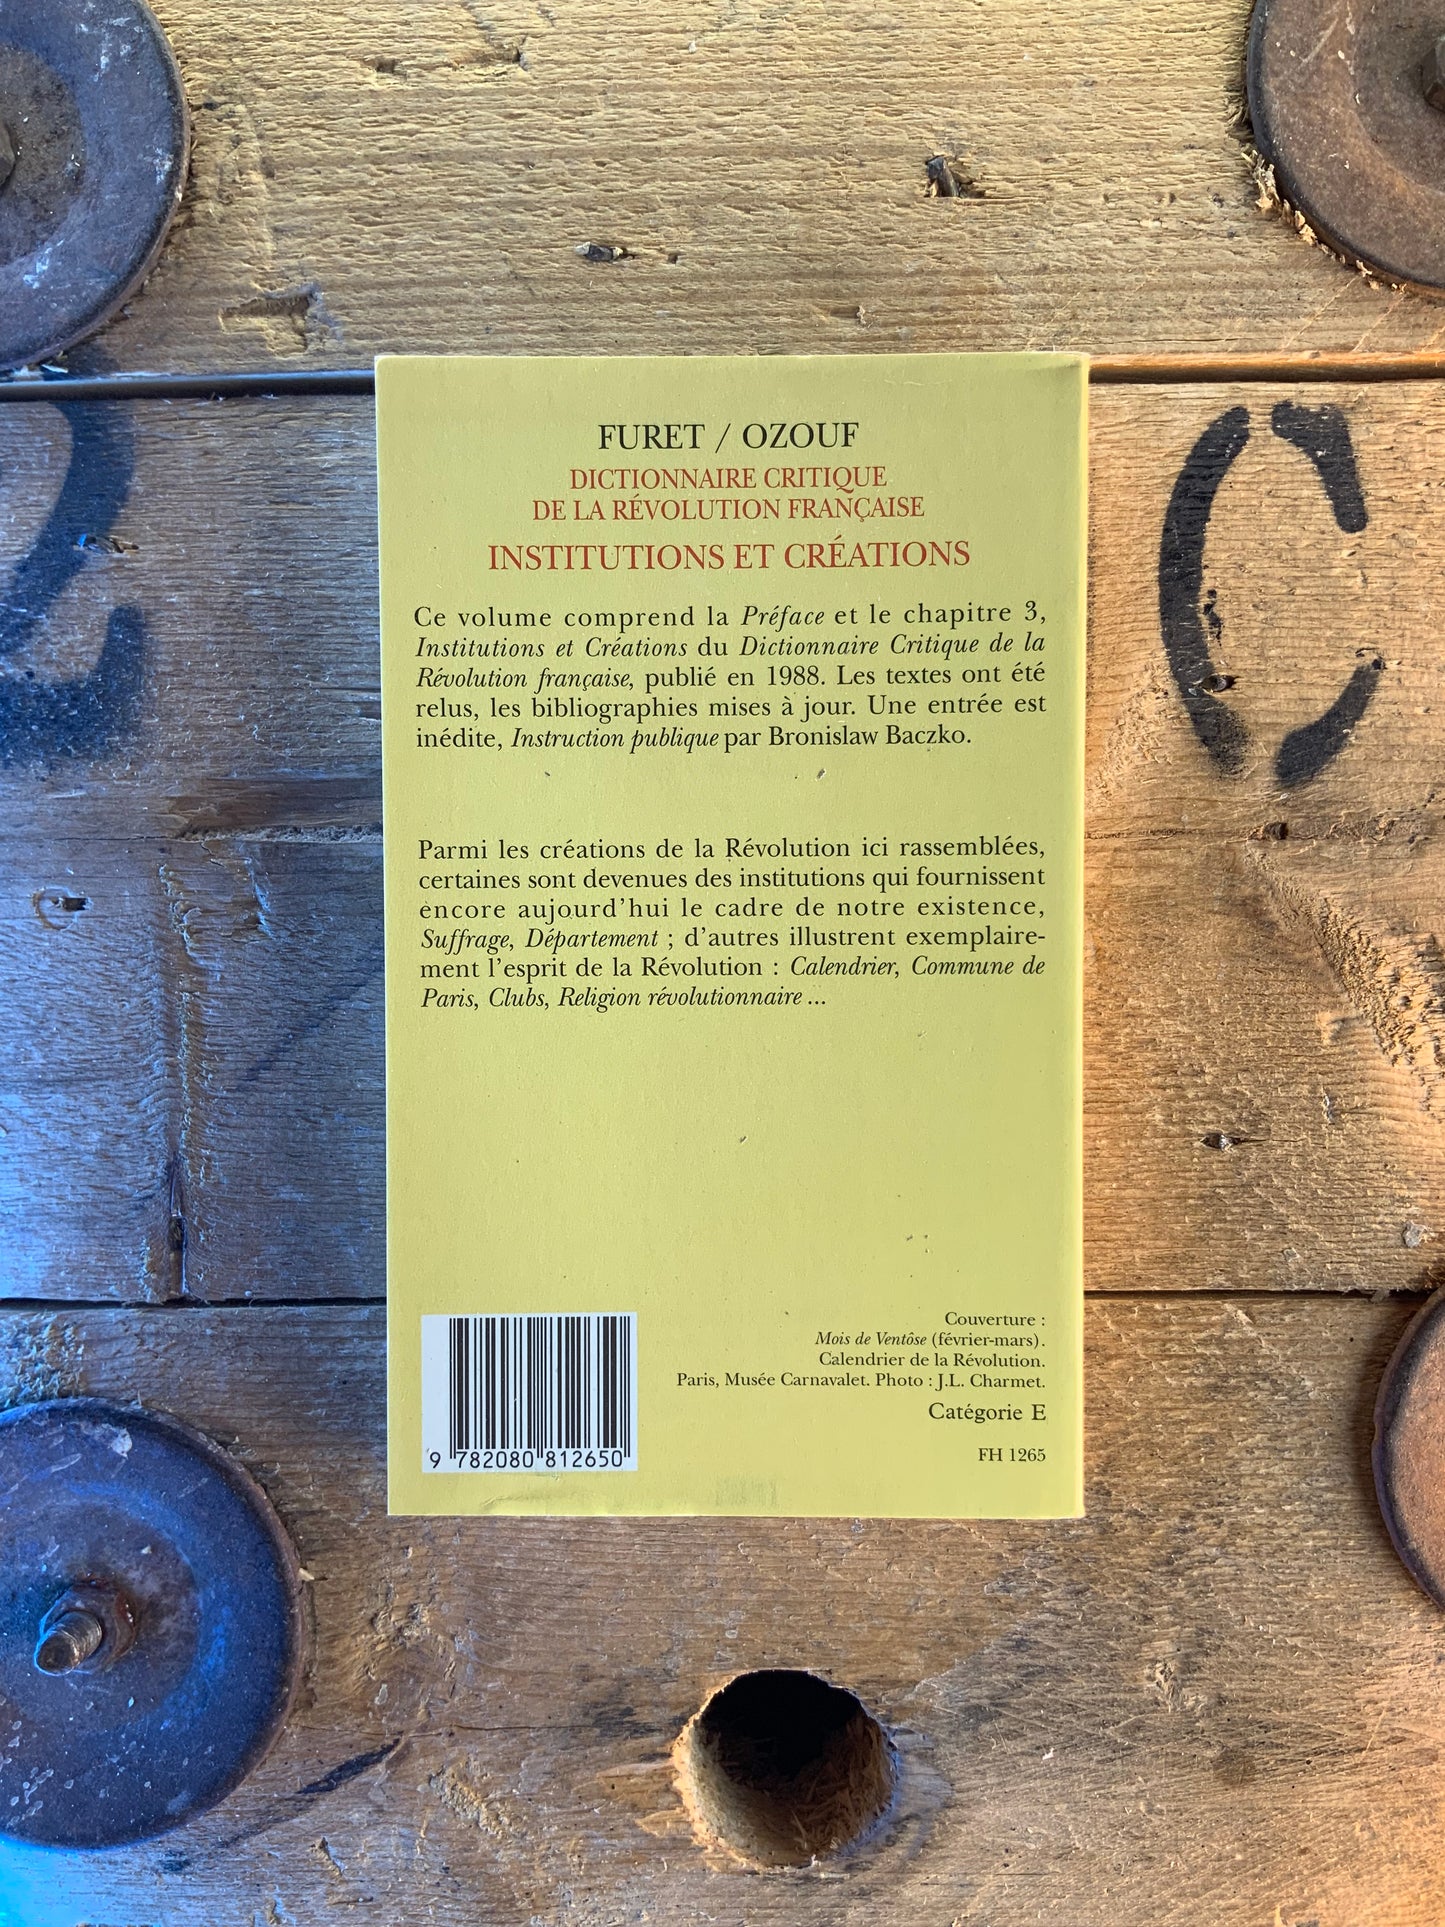 FURET / OZOUF
DICTIONNAIRE CRITIQUE
DE LA RÉVOLUTION FRANÇAISE
INSTITUTIONS ET CRÉATIONS
Ce volume comprend la Préface et le chapitre 3,
Institutions et Créations du Dictionnaire Critique de la
Révolution française, publié en 1988. Les textes ont été
relus, les bibliographies mises à jour. Une entrée est
inédite, Instruction publique par Bronislaw Baczko.
Parmi les créations de la Révolution ici rassemblées,
certaines sont devenues des institutions qui fournissent
encore aujourd'hui le cadre de notre existence,
Suffrage, Département ; d'autres illustrent exemplaire-
ment l'esprit de la Révolution : Calendrier, Commune de
Paris, Clubs, Religion révolutionnaire ...
Couverture :
Mois de Ventôse (février-mars).
Calendrier de la Révolution.
Paris, Musée Carnavalet. Photo : J.L. Charmet.
Catégorie E
FH 1265
9 782080 812650
C